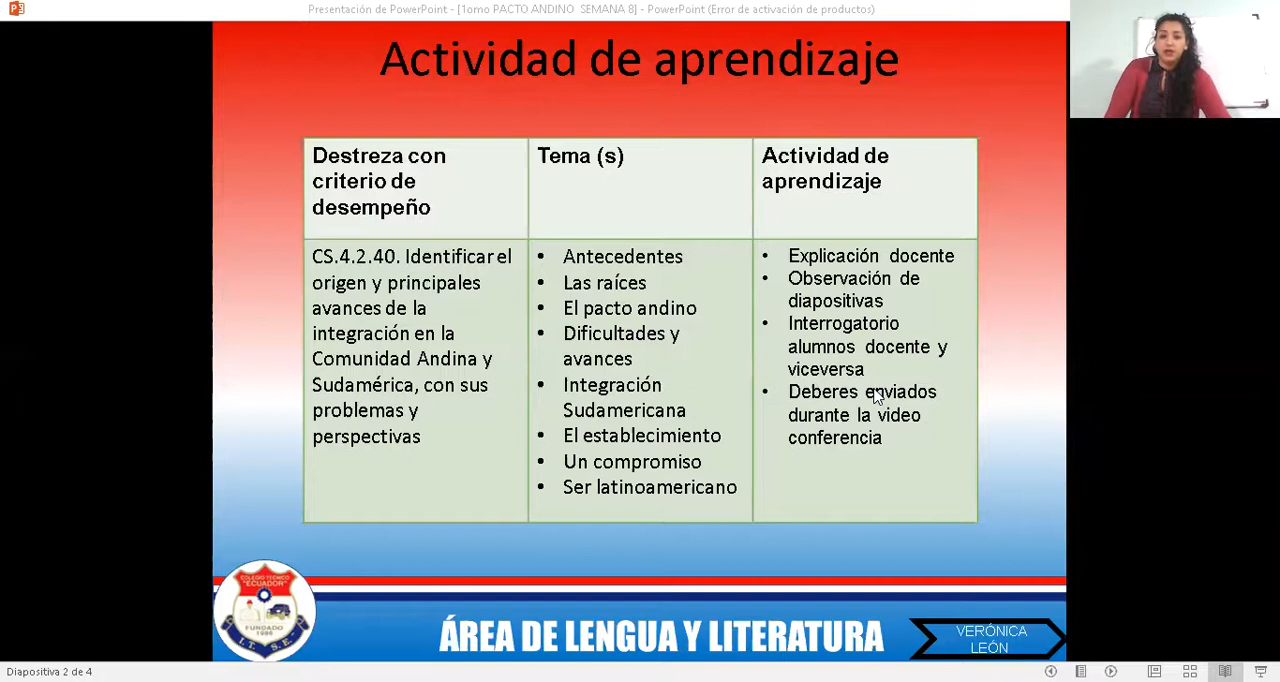 Presentación de PowerPoint - [1orno PACTO ANDINO SEMANA 8] - PowerPoint (Error de activación de productos)
Actividad de aprendizaje
Destreza con
criterio de
desempeño
Tema (s)
Actividad de
aprendizaje
CS.4.2.40. Identificar el
origen y principales
avances de la
integración en la
Comunidad Andina y
Sudamérica, con sus
problemas y
perspectivas
• Antecedentes
• Las raíces
• El pacto andino
• Dificultades y
avances
• Integración
Sudamericana
• El establecimiento
• Un compromiso
• Ser latinoamericano
• Explicación docente
• Observación de
diapositivas
• Interrogatorio
alumnos docente y
viceversa
• Deberes enviados
durante la video
conferencia
COLEGIO TÉCNICO
"ECUADOR"
FUNDADO
1986
I.T. S.E.
ÁREA DE LENGUA Y LITERATURA
VERÓNICA
LEÓN
Diapositiva 2 de 4